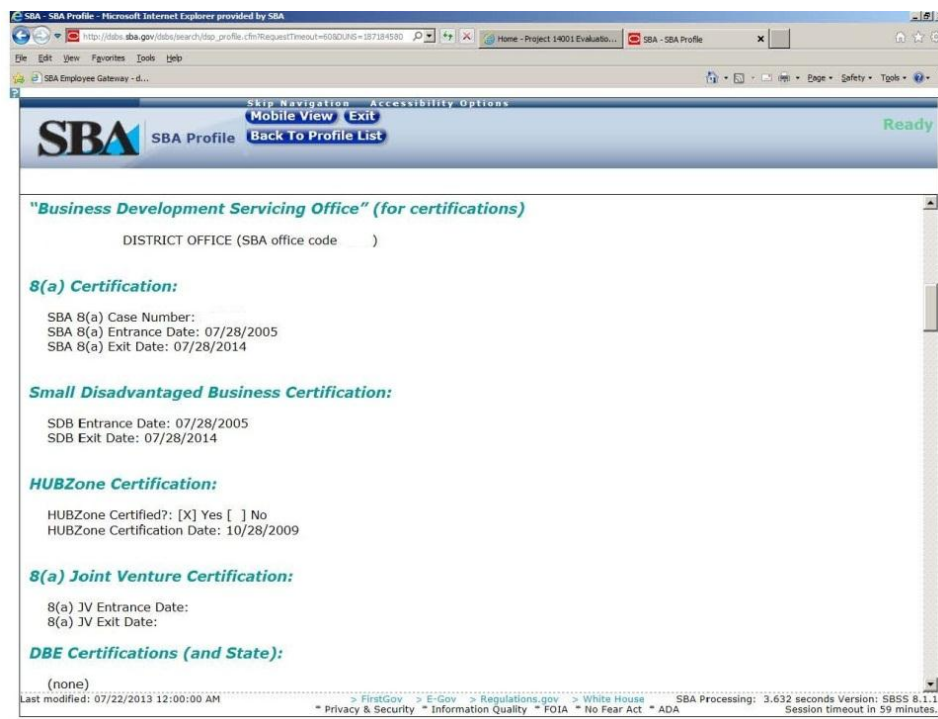 SBA - SBA Profile - Microsoft Internet Explorer provided by SBA
http://dsbs.sba.gov/dsbs/search/dsp_profile.cfm?RequestTimeout=60&DUNS=187184580
Home - Project 14001 Evaluatio...
SBA - SBA Profile
File Edit View Favorites Tools Help
SBA Employee Gateway - d...
Page Safety Tools
Skip Navigation Accessibility Options
Mobile View Exit
SBA SBA Profile Back To Profile List
Ready
"Business Development Servicing Office" (for certifications)
DISTRICT OFFICE (SBA office code )
8(a) Certification:
SBA 8(a) Case Number:
SBA 8(a) Entrance Date: 07/28/2005
SBA 8(a) Exit Date: 07/28/2014
Small Disadvantaged Business Certification:
SDB Entrance Date: 07/28/2005
SDB Exit Date: 07/28/2014
HUBZone Certification:
HUBZone Certified?: [X] Yes [ ] No
HUBZone Certification Date: 10/28/2009
8(a) Joint Venture Certification:
8(a) JV Entrance Date:
8(a) JV Exit Date:
DBE Certifications (and State):
(none)
Last modified: 07/22/2013 12:00:00 AM > FirstGov > E-Gov > Regulations.gov > White House SBA Processing: 3.632 seconds Version: SBSS 8.1.1
* Privacy & Security * Information Quality * FOIA * No Fear Act * ADA Session timeout in 59 minutes.